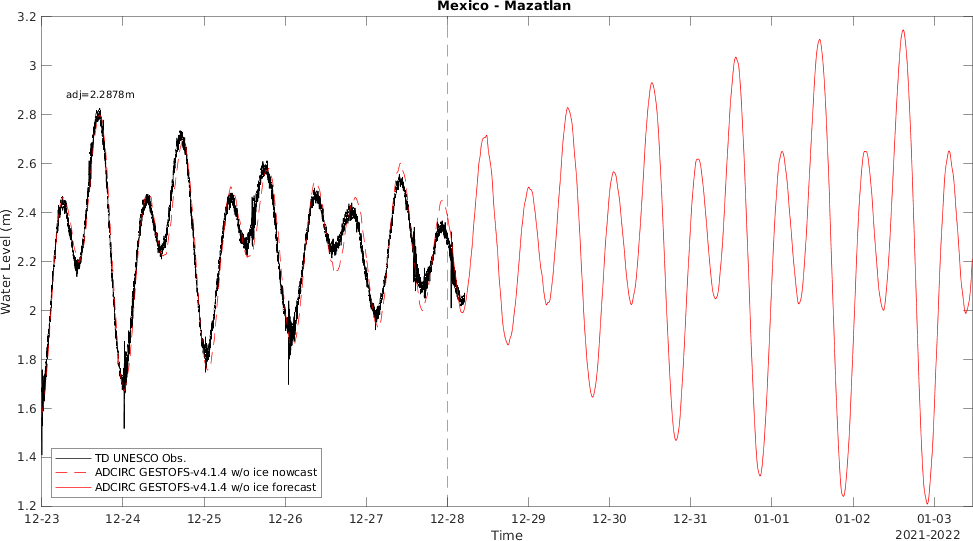 Mexico - Mazatlan
adj=2.2878m
Water Level (m)
3.2
3
2.8
2.6
2.4
2.2
2
1.8
1.6
1.4
1.2
TD UNESCO Obs.
ADCIRC GESTOFS-v4.1.4 w/o ice nowcast
ADCIRC GESTOFS-v4.1.4 w/o ice forecast
12-23 12-24 12-25 12-26 12-27 12-28 12-29 12-30 12-31 01-01 01-02 01-03
Time
2021-2022